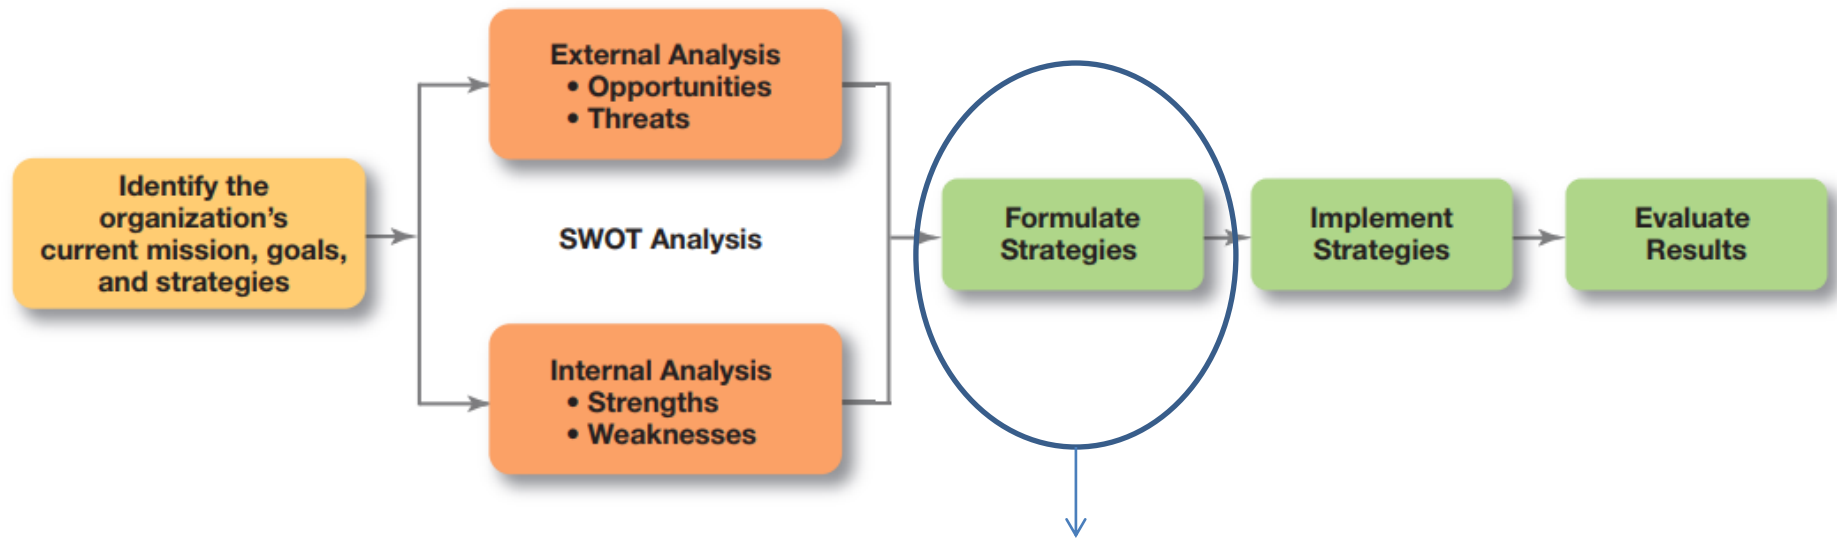 Identify the
organization's
current mission, goals,
and strategies
External Analysis
• Opportunities
• Threats
SWOT Analysis
Internal Analysis
• Strengths
• Weaknesses
Formulate
Strategies
Implement
Strategies
Evaluate
Results